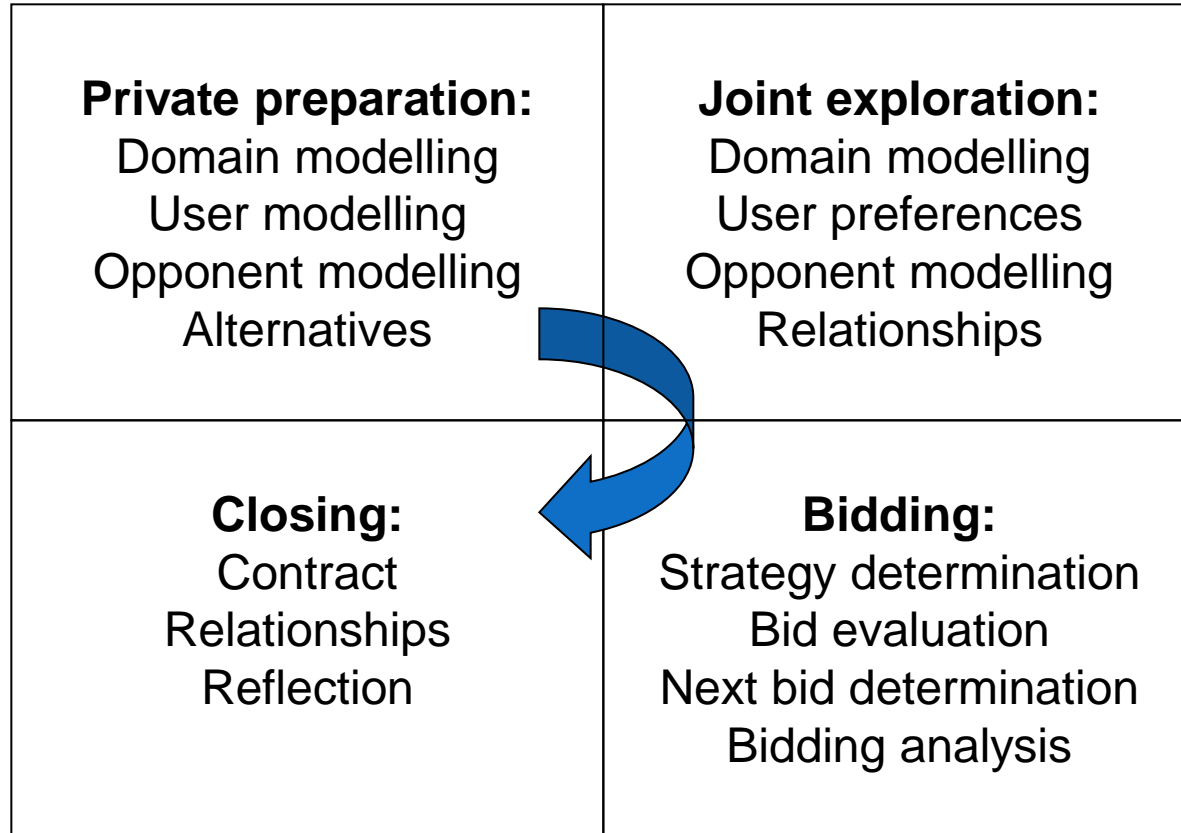 Private preparation:
Domain modelling
User modelling
Opponent modelling
Alternatives
Joint exploration:
Domain modelling
User preferences
Opponent modelling
Relationships
Closing:
Contract
Relationships
Reflection
Bidding:
Strategy determination
Bid evaluation
Next bid determination
Bidding analysis